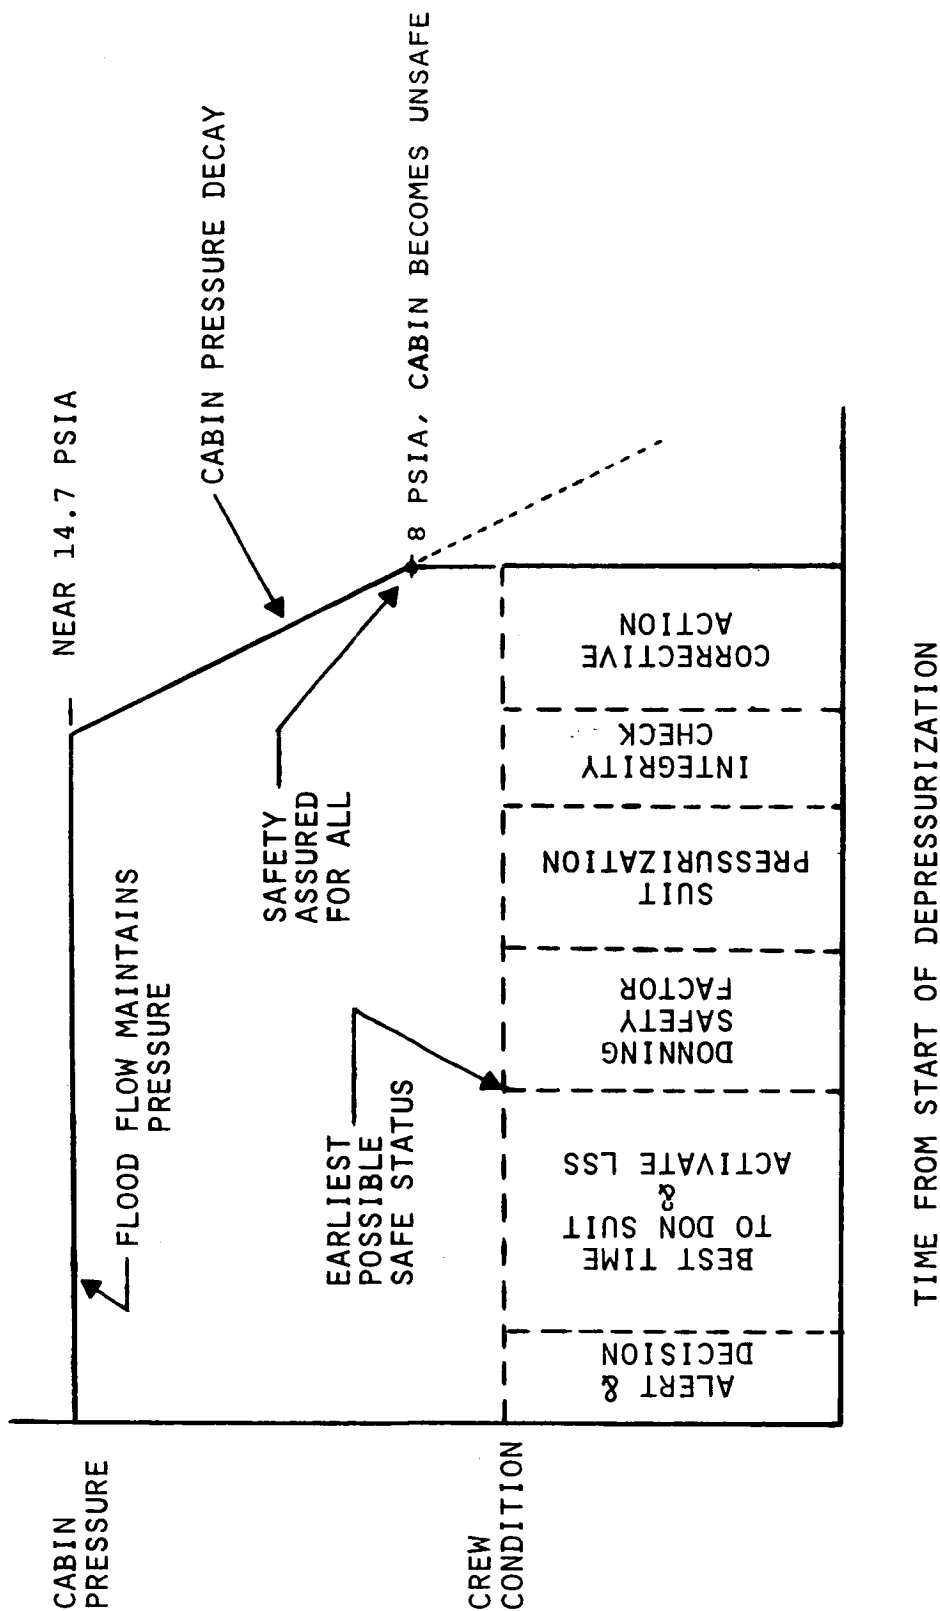 CABIN
PRESSURE
NEAR 14.7 PSIA
FLOOD FLOW MAINTAINS
PRESSURE
CABIN PRESSURE DECAY
SAFETY
ASSURED
FOR ALL
EARLIEST
POSSIBLE
SAFE STATUS
8 PSIA, CABIN BECOMES UNSAFE
CREW
CONDITION
ALERT &
DECISION
BEST TIME
TO DON SUIT
&
ACTIVATE LSS
DONNING
SAFETY
FACTOR
SUIT
PRESSURIZATION
INTEGRITY
CHECK
CORRECTIVE
ACTION
TIME FROM START OF DEPRESSURIZATION